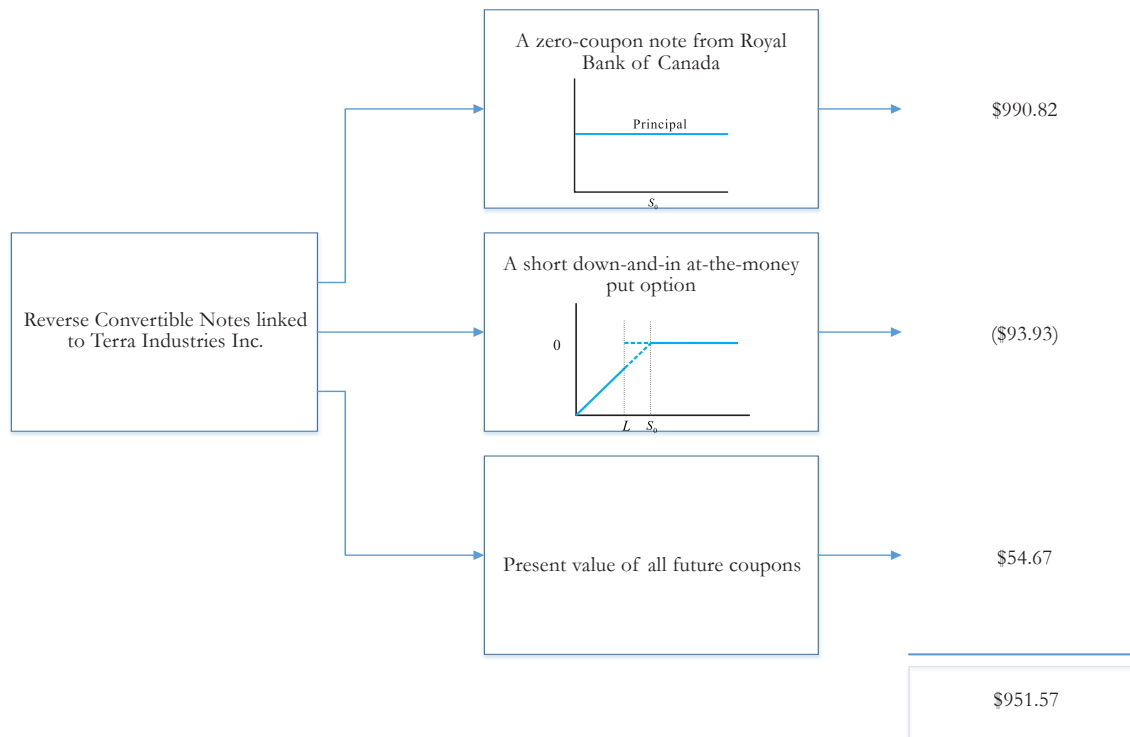 A zero-coupon note from Royal
Bank of Canada
Principal
S₀
$990.82
Reverse Convertible Notes linked
to Terra Industries Inc.
A short down-and-in at-the-money
put option
0
L S₀
($93.93)
Present value of all future coupons
$54.67
$951.57